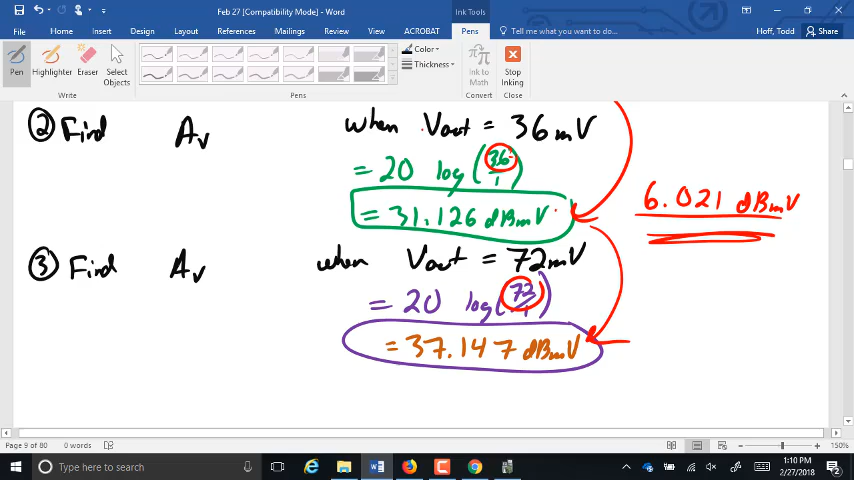 Feb 27 [Compatibility Mode] - Word
Ink Tools
File Home Insert Design Layout References Mailings Review View ACROBAT Pens Tell me what you want to do... Hoff, Todd Share
Pen Highlighter Eraser Select Objects Color Thickness Ink to Math Stop Inking
Write Pens Convert Close
② Find Av when Vout = 36mV
= 20 log(36/1)
= 31.126 dBmV
6.021 dBmV
③ Find Av when Vout = 72mV
= 20 log(72/1)
= 37.147 dBmV
Page 9 of 80 0 words 150%
Type here to search
1:10 PM
2/27/2018
2